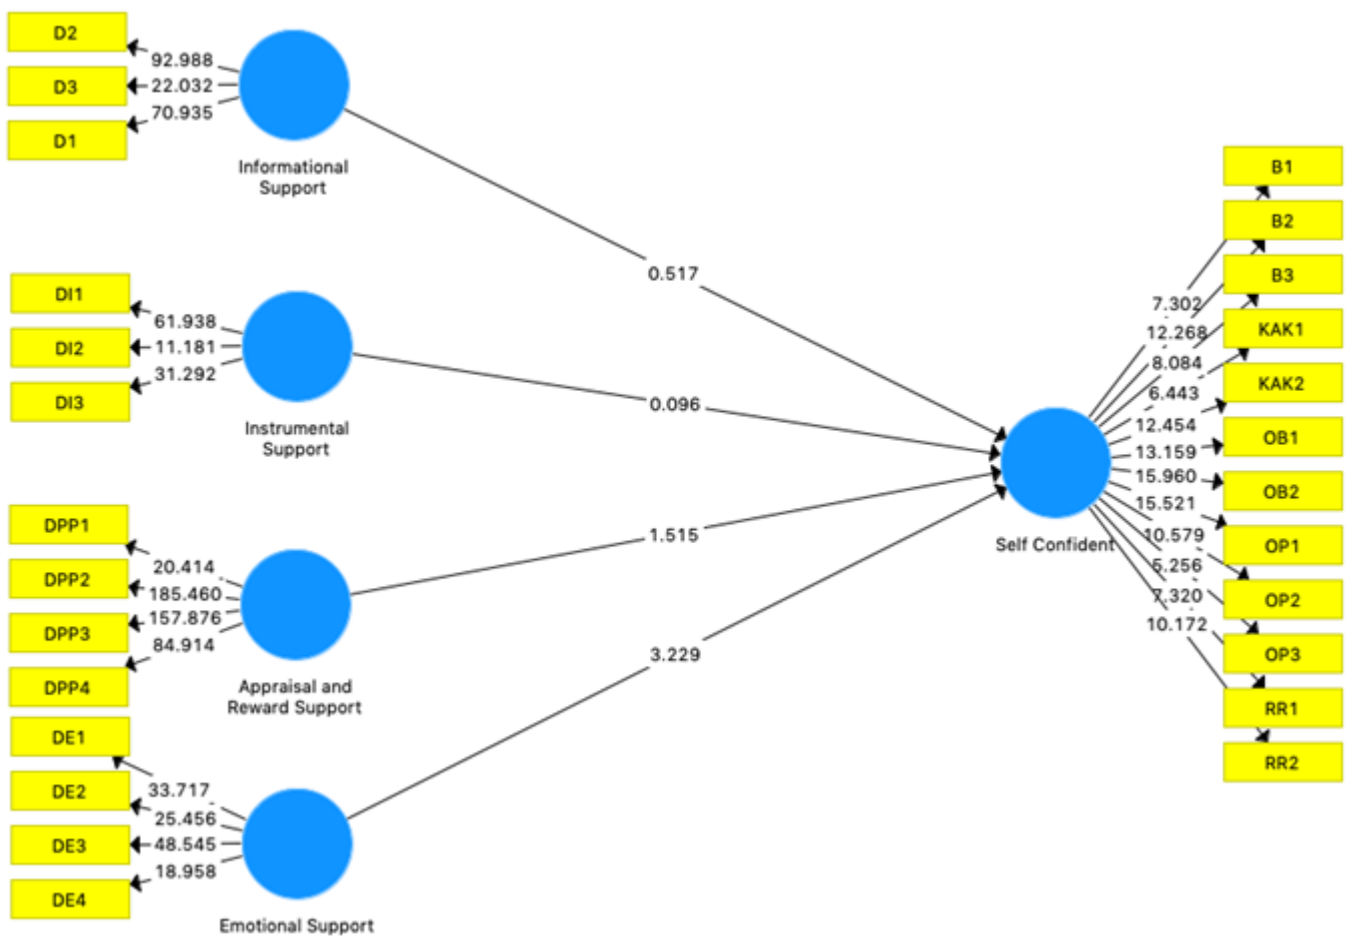 D2
D3
D1
92.988
22.032
70.935
Informational
Support
DI1
DI2
DI3
61.938
11.181
31.292
Instrumental
Support
DPP1
DPP2
DPP3
DPP4
20.414
185.460
157.876
84.914
Appraisal and
Reward Support
DE1
DE2
DE3
DE4
33.717
25.456
48.545
18.958
Emotional Support
0.517
0.096
1.515
3.229
Self Confident
7.302
12.268
8.084
6.443
12.454
13.159
15.960
15.521
10.579
5.256
7.320
10.172
B1
B2
B3
KAK1
KAK2
OB1
OB2
OP1
OP2
OP3
RR1
RR2